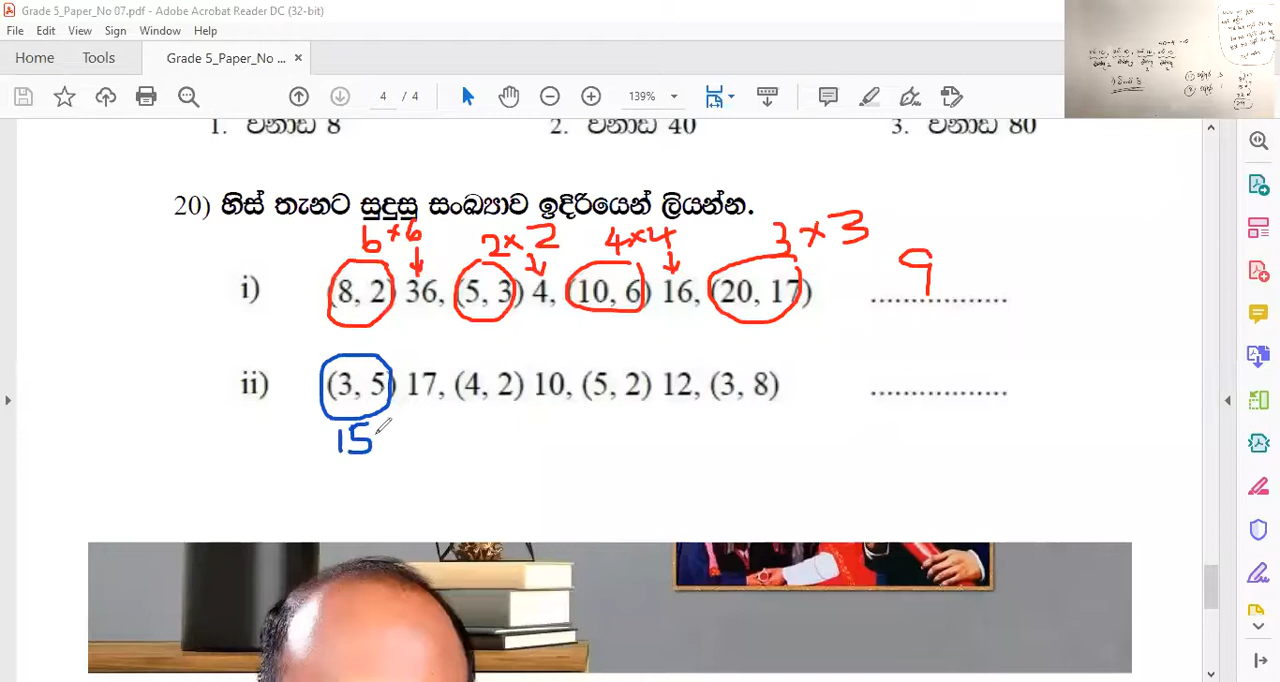 Grade 5_Paper_No 07.pdf - Adobe Acrobat Reader DC (32-bit)
File Edit View Sign Window Help
Home Tools Grade 5_Paper_No ... ×
4 / 4 139%
1. විනාඩි 8 2. විනාඩි 40 3. විනාඩි 80
20) හිස් තැනට සුදුසු සංඛ්‍යාව ඉදිරියෙන් ලියන්න.
6 × 6 2 × 2 4 × 4 3 × 3
i) (8, 2) 36, (5, 3) 4, (10, 6) 16, (20, 17) ................. 9
ii) (3, 5) 17, (4, 2) 10, (5, 2) 12, (3, 8) .................
15